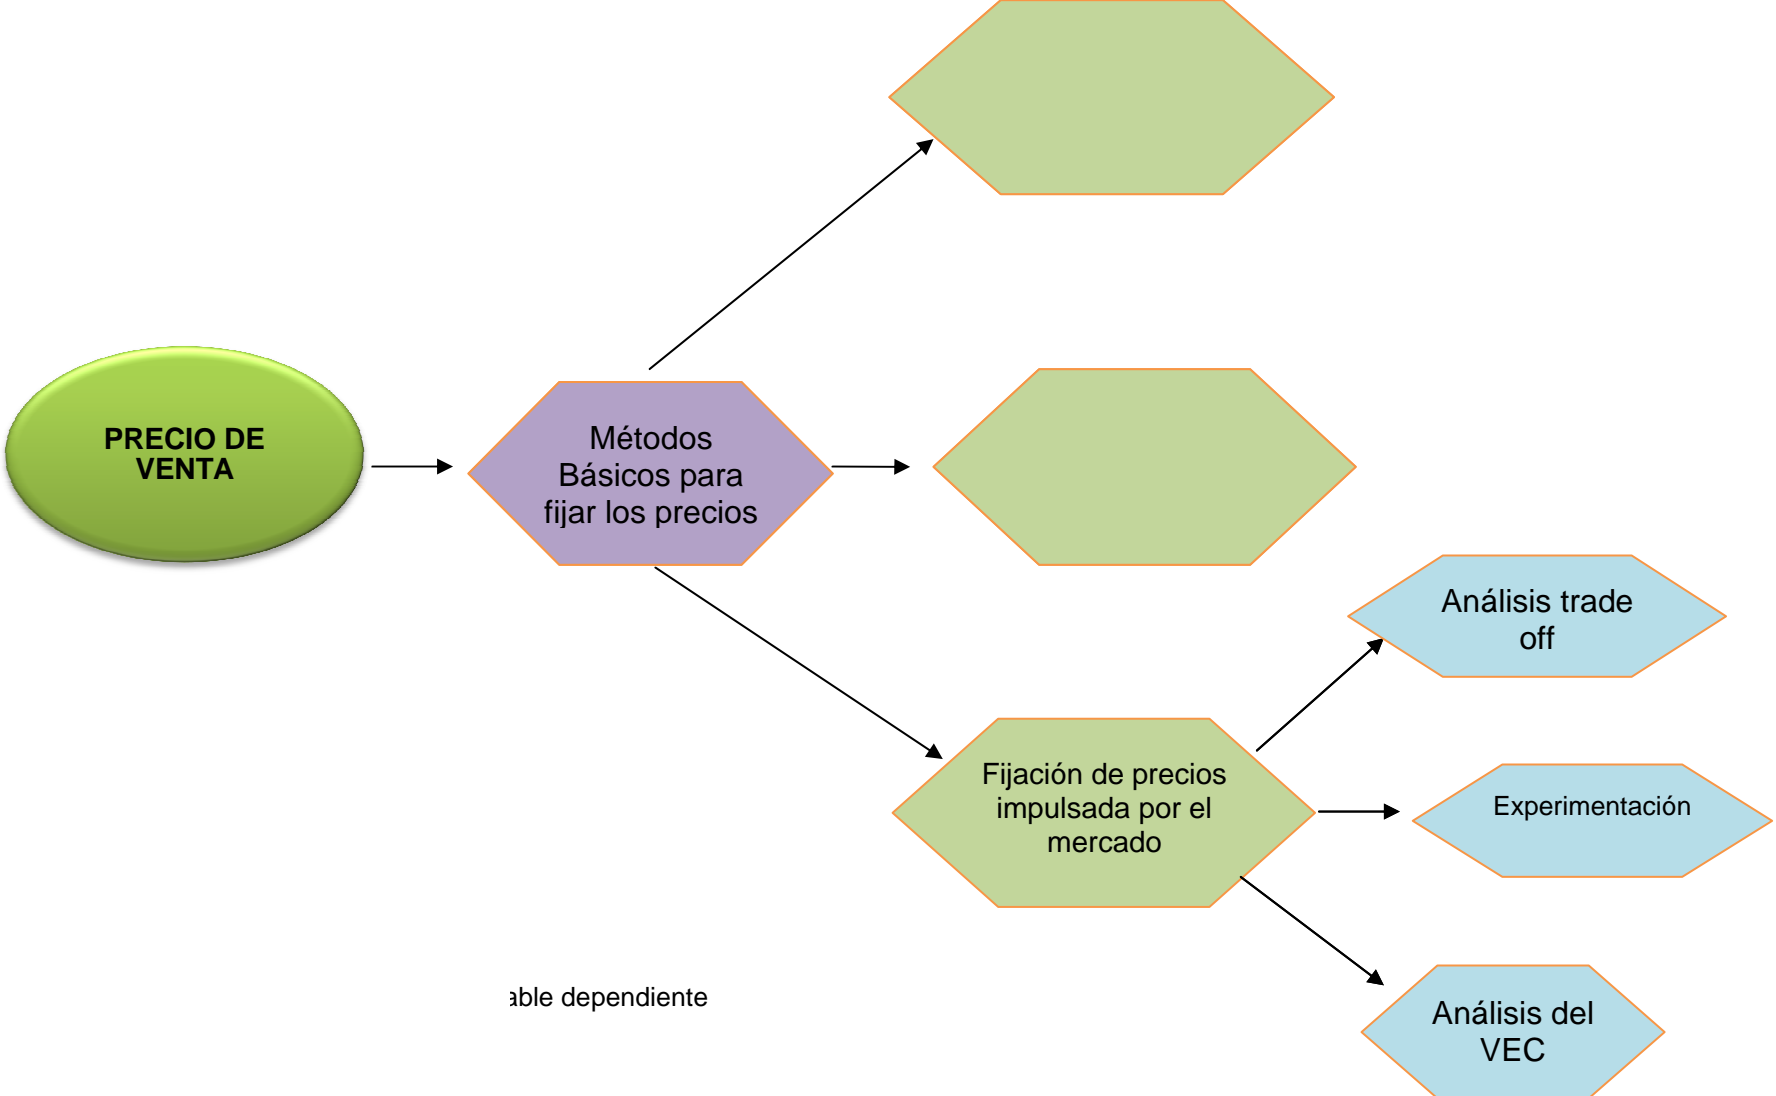 PRECIO DE
VENTA
Métodos
Básicos para
fijar los precios
Análisis trade
off
Fijación de precios
impulsada por el
mercado
Experimentación
able dependiente
Análisis del
VEC